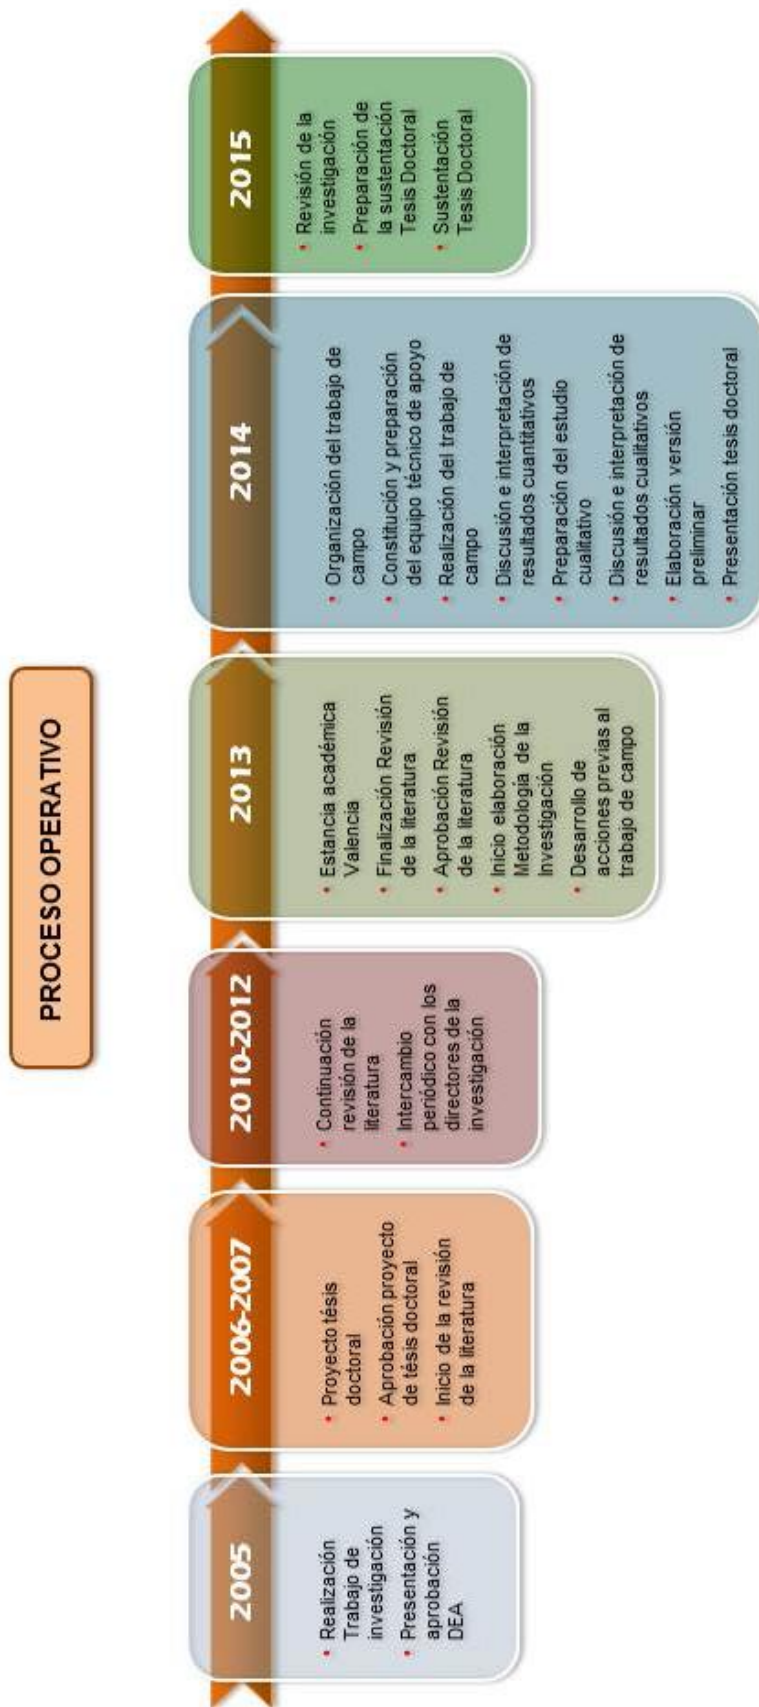 PROCESO OPERATIVO
2005
• Realización
Trabajo de
investigación
• Presentación y
aprobación
DEA
2006-2007
• Proyecto tésis
doctoral
• Aprobación proyecto
de tésis doctoral
• Inicio de la revisión
de la literatura
2010-2012
• Continuación
revisión de la
literatura
• Intercambio
periódico con los
directores de la
investigación
2013
• Estancia académica
Valencia
• Finalización Revisión
de la literatura
• Aprobación Revisión
de la literatura
• Inicio elaboración
Metodología de la
Investigación
• Desarrollo de
acciones previas al
trabajo de campo
2014
• Organización del trabajo de
campo
• Constitución y preparación
del equipo técnico de apoyo
• Realización del trabajo de
campo
• Discusión e interpretación de
resultados cuantitativos
• Preparación del estudio
cualitativo
• Discusión e interpretación de
resultados cualitativos
• Elaboración versión
preliminar
• Presentación tesis doctoral
2015
• Revisión de la
investigación
• Preparación de
la sustentación
Tesis Doctoral
• Sustentación
Tesis Doctoral